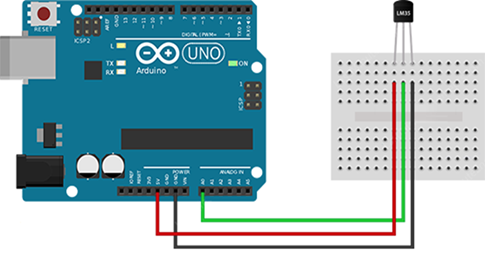 RESET
ICSP2
AREF
GND
13
12
11
10
9
8
7
6
5
4
3
2
1
0
DIGITAL (PWM~)
L
TX
RX
Arduino
UNO
ON
ICSP
1
LM35
IOREF
RESET
3V3
5V
GND
GND
VIN
POWER
A0
A1
A2
A3
A4
A5
ANALOG IN